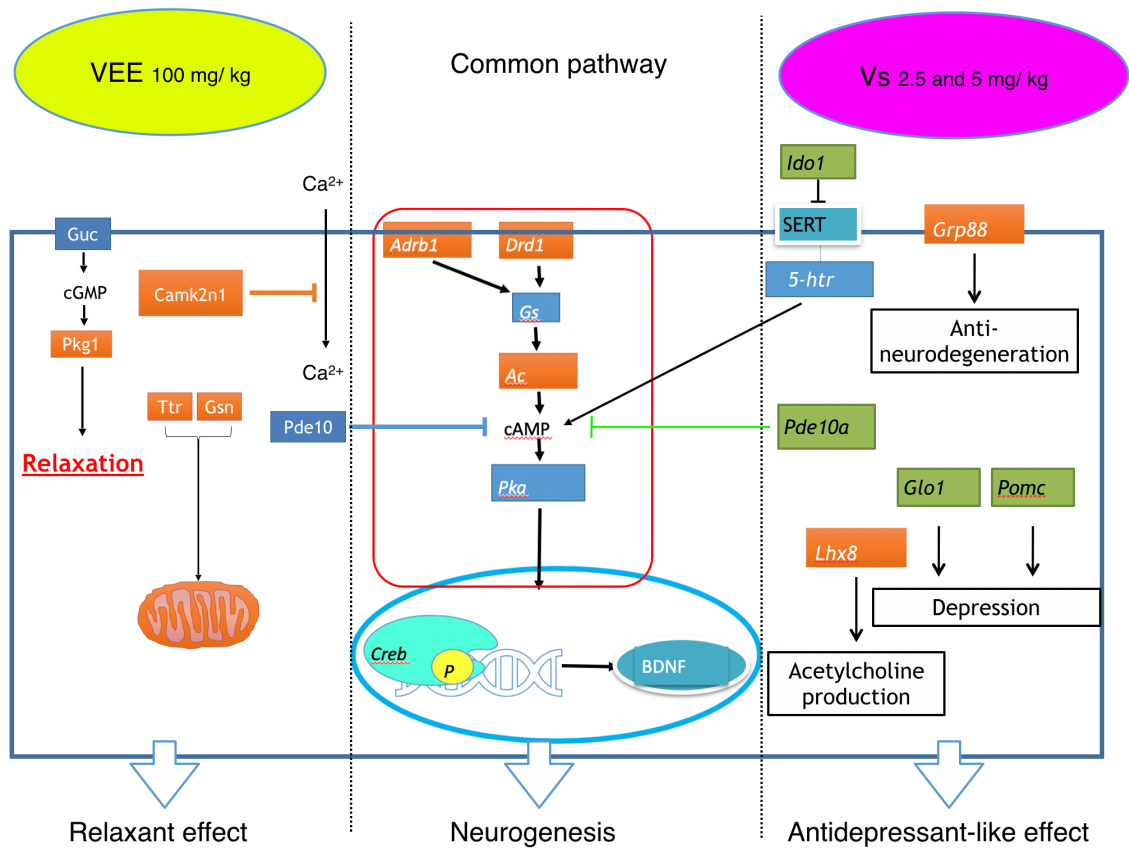 VEE 100 mg/ kg
Common pathway
Vs 2.5 and 5 mg/ kg
Ca2+
Guc
cGMP
Pkg1
Relaxation
Camk2n1
Ca2+
Ttr
Gsn
Pde10
Adrb1
Drd1
Gs
Ac
cAMP
Pka
Creb
P
BDNF
Ido1
SERT
5-htr
Grp88
Anti-
neurodegeneration
Pde10a
Glo1
Pomc
Lhx8
Depression
Acetylcholine
production
Relaxant effect
Neurogenesis
Antidepressant-like effect